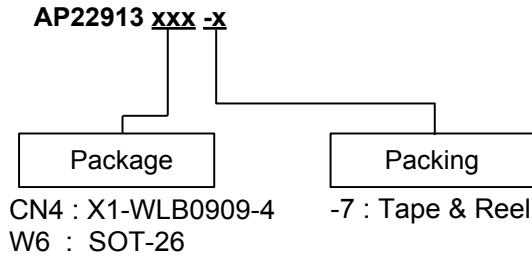 AP22913 xxx -x
Package
Packing
CN4 : X1-WLB0909-4
-7 : Tape & Reel
W6 : SOT-26